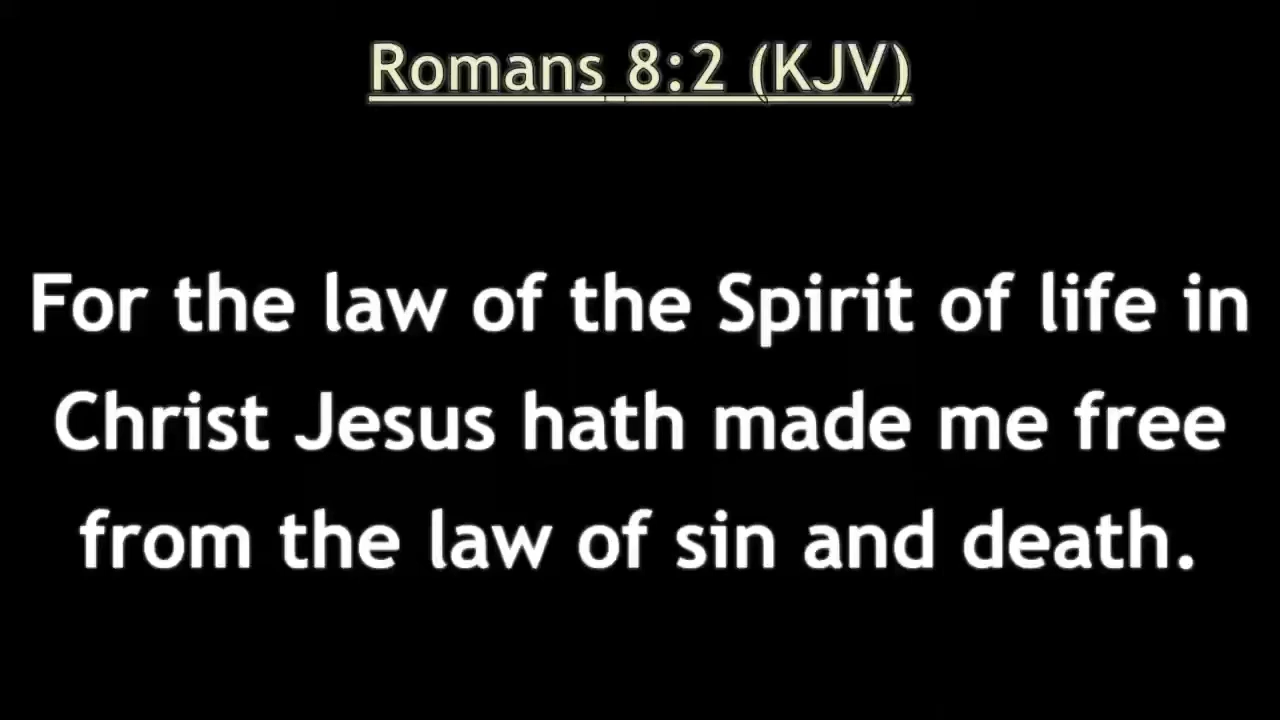 Romans 8:2 (KJV)
For the law of the Spirit of life in
Christ Jesus hath made me free
from the law of sin and death.